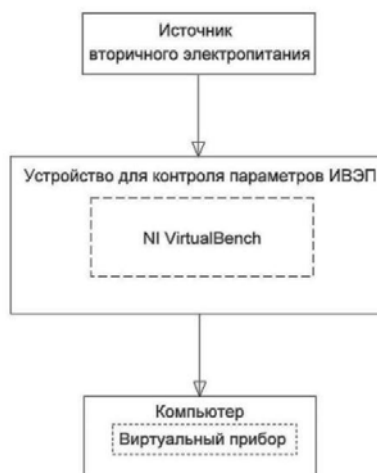 Источник
вторичного электропитания
Устройство для контроля параметров ИВЭП
NI VirtualBench
Компьютер
Виртуальный прибор